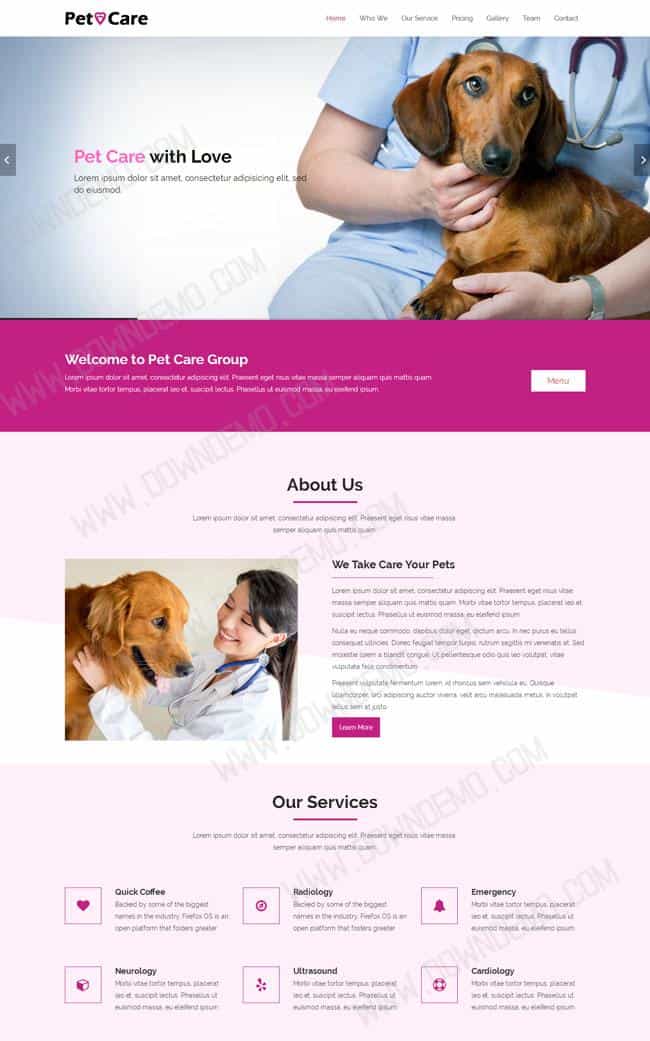 Pet Care
Home Who We Our Service Pricing Gallery Team Contact
Pet Care with Love
Lorem ipsum dolor sit amet, consectetur adipisicing elit, sed
do eiusmod.
Welcome to Pet Care Group
Lorem ipsum dolor sit amet, consectetur adipiscing elit. Praesent eget risus vitae massa semper aliquam quis mattis quam.
Morbi vitae tortor tempus, placerat leo et, suscipit lectus. Phasellus ut euismod massa, eu eleifend ipsum.
Menu
About Us
Lorem ipsum dolor sit amet, consectetur adipiscing elit. Praesent eget risus vitae massa
semper aliquam quis mattis quam.
We Take Care Your Pets
Lorem ipsum dolor sit amet, consectetur adipiscing elit. Praesent eget risus vitae
massa semper aliquam quis mattis quam. Morbi vitae tortor tempus, placerat leo et
suscipit lectus. Phasellus ut euismod massa, eu eleifend ipsum.
Nulla eu neque commodo, dapibus dolor eget, dictum arcu. In nec purus eu tellus
consequat ultricies. Donec feugiat tempor turpis, rutrum sagittis mi venenatis at. Sed
molestie lorem a blandit congue. Ut pellentesque odio quis leo volutpat, vitae
vulputate felis condimentum.
Praesent vulputate fermentum lorem, id rhoncus sem vehicula eu. Quisque
ullamcorper, orci adipiscing auctor viverra, velit arcu malesuada metus, in volutpat
tellus sem at justo.
Learn More
Our Services
Lorem ipsum dolor sit amet, consectetur adipiscing elit. Praesent eget risus vitae massa
semper aliquam quis mattis quam.
Quick Coffee
Backed by some of the biggest
names in the industry, Firefox OS is an
open platform that fosters greater
Radiology
Backed by some of the biggest
names in the industry, Firefox OS is an
open platform that fosters greater
Emergency
Morbi vitae tortor tempus, placerat
leo et, suscipit lectus. Phasellus ut
euismod massa, eu eleifend ipsum.
Neurology
Morbi vitae tortor tempus, placerat
leo et, suscipit lectus. Phasellus ut
euismod massa, eu eleifend ipsum.
Ultrasound
Morbi vitae tortor tempus, placerat
leo et, suscipit lectus. Phasellus ut
euismod massa, eu eleifend ipsum.
Cardiology
Morbi vitae tortor tempus, placerat
leo et, suscipit lectus. Phasellus ut
euismod massa, eu eleifend ipsum.
WWW.DOWNDEMO.COM
WWW.DOWNDEMO.COM
WWW.DOWNDEMO.COM
WWW.DOWNDEMO.COM
WWW.DOWNDEMO.COM